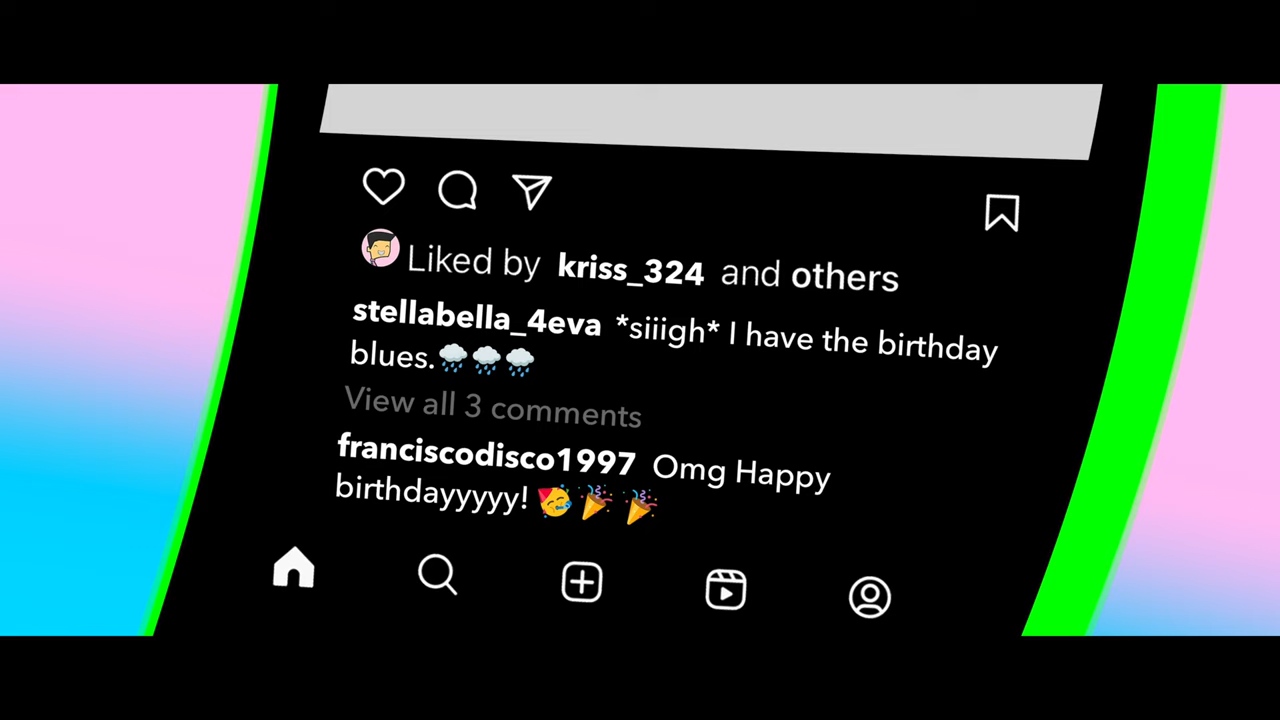 Liked by kriss_324 and others
stellabella_4eva *siiigh* I have the birthday
blues.🌧️🌧️🌧️
View all 3 comments
franciscodisco1997 Omg Happy
birthdayyyyy! 🥳🎉🎉